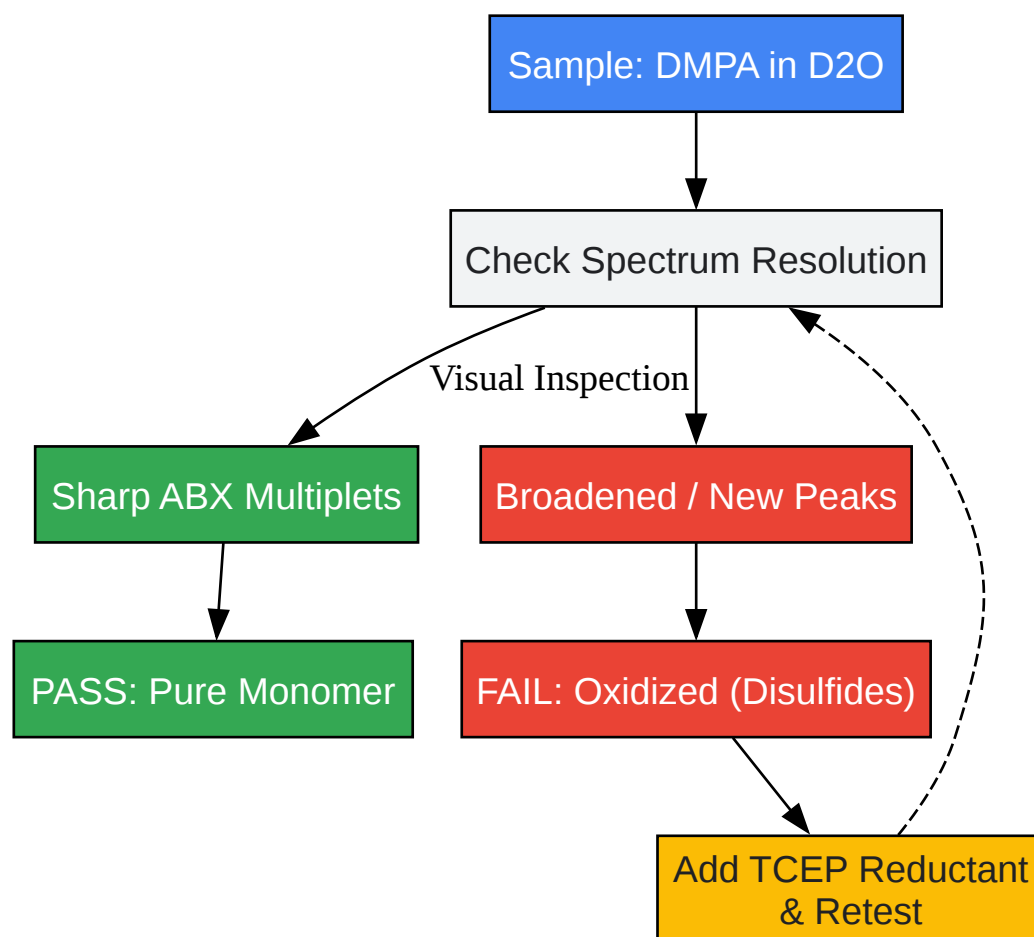 Sample: DMPA in D2O
Check Spectrum Resolution
Visual Inspection
Sharp ABX Multiplets
Broadened / New Peaks
PASS: Pure Monomer
FAIL: Oxidized (Disulfides)
Add TCEP Reductant
& Retest